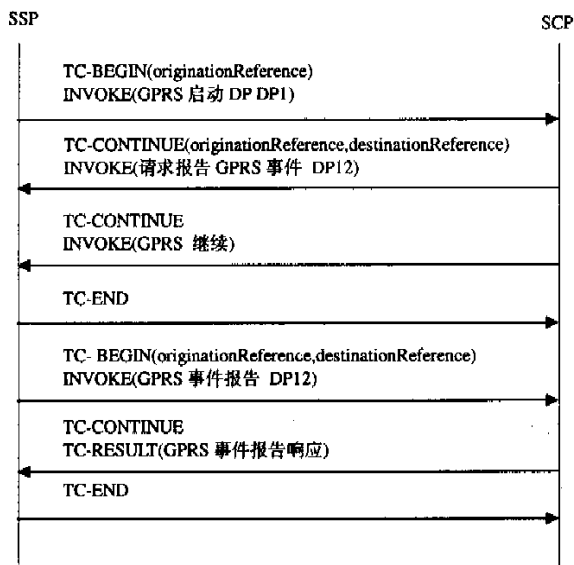 SSP
SCP
TC-BEGIN(originationReference)
INVOKE(GPRS 启动 DP DP1)
TC-CONTINUE(originationReference,destinationReference)
INVOKE(请求报告 GPRS 事件 DP12)
TC-CONTINUE
INVOKE(GPRS 继续)
TC-END
TC- BEGIN(originationReference,destinationReference)
INVOKE(GPRS 事件报告 DP12)
TC-CONTINUE
TC-RESULT(GPRS 事件报告响应)
TC-END